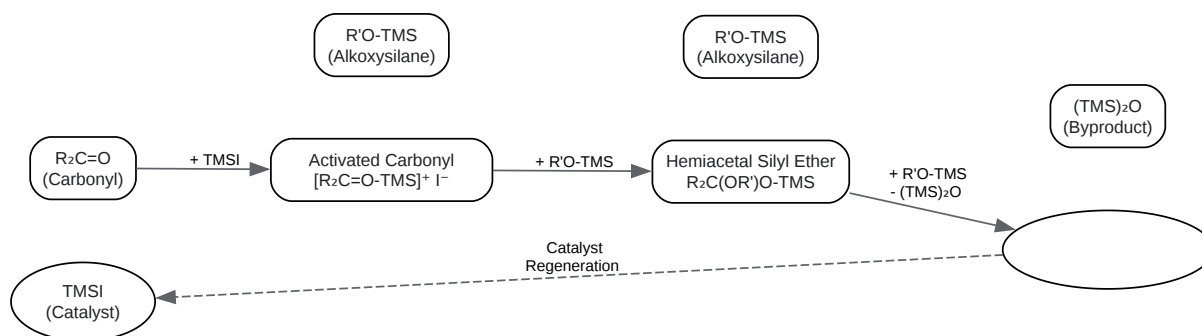 R'O-TMS
(Alkoxysilane)
R'O-TMS
(Alkoxysilane)
(TMS)₂O
(Byproduct)
R₂C=O
(Carbonyl)
+ TMSI
Activated Carbonyl
[R₂C=O-TMS]⁺ I⁻
+ R'O-TMS
Hemiacetal Silyl Ether
R₂C(OR')O-TMS
+ R'O-TMS
- (TMS)₂O
Catalyst
Regeneration
TMSI
(Catalyst)